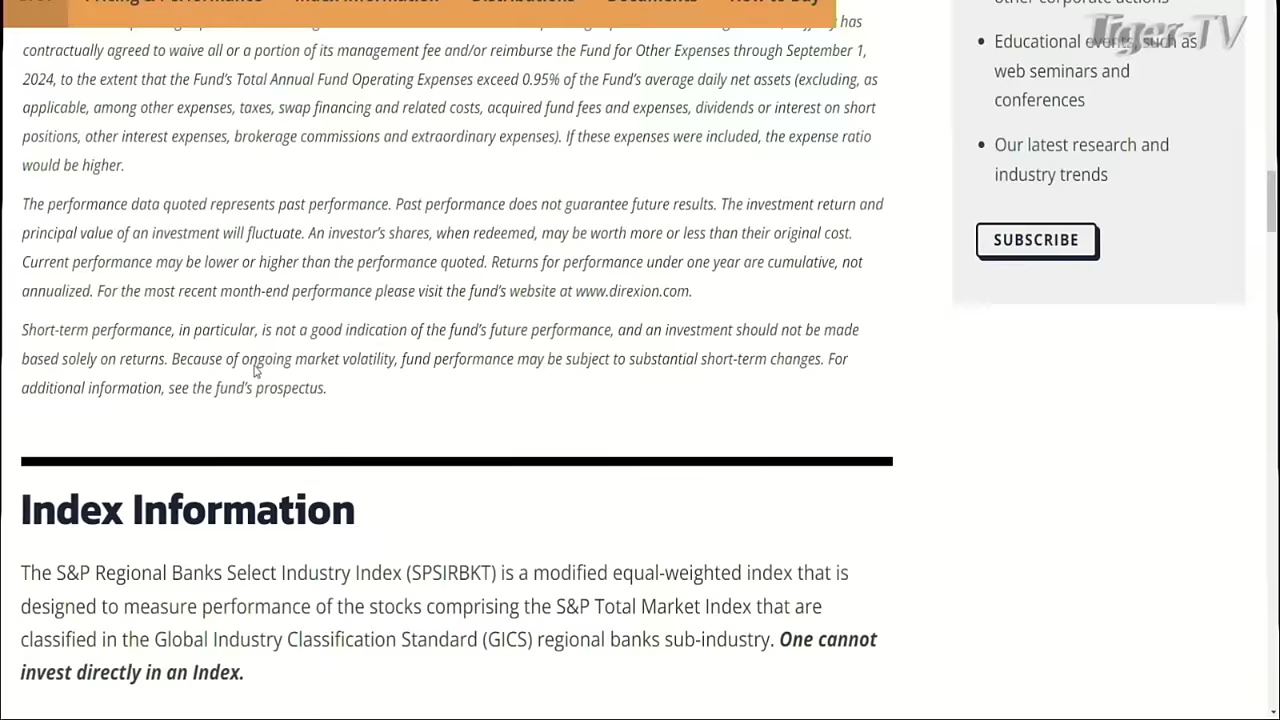 Pricing & Performance Index Information Distributions Documents How to Buy
has
contractually agreed to waive all or a portion of its management fee and/or reimburse the Fund for Other Expenses through September 1,
2024, to the extent that the Fund's Total Annual Fund Operating Expenses exceed 0.95% of the Fund's average daily net assets (excluding, as
applicable, among other expenses, taxes, swap financing and related costs, acquired fund fees and expenses, dividends or interest on short
positions, other interest expenses, brokerage commissions and extraordinary expenses). If these expenses were included, the expense ratio
would be higher.
The performance data quoted represents past performance. Past performance does not guarantee future results. The investment return and
principal value of an investment will fluctuate. An investor's shares, when redeemed, may be worth more or less than their original cost.
Current performance may be lower or higher than the performance quoted. Returns for performance under one year are cumulative, not
annualized. For the most recent month-end performance please visit the fund's website at www.direxion.com.
Short-term performance, in particular, is not a good indication of the fund's future performance, and an investment should not be made
based solely on returns. Because of ongoing market volatility, fund performance may be subject to substantial short-term changes. For
additional information, see the fund's prospectus.
Index Information
The S&P Regional Banks Select Industry Index (SPSIRBKT) is a modified equal-weighted index that is
designed to measure performance of the stocks comprising the S&P Total Market Index that are
classified in the Global Industry Classification Standard (GICS) regional banks sub-industry. One cannot
invest directly in an Index.
other corporate actions
• Educational events, such as
web seminars and
conferences
• Our latest research and
industry trends
SUBSCRIBE
Tiger-TV